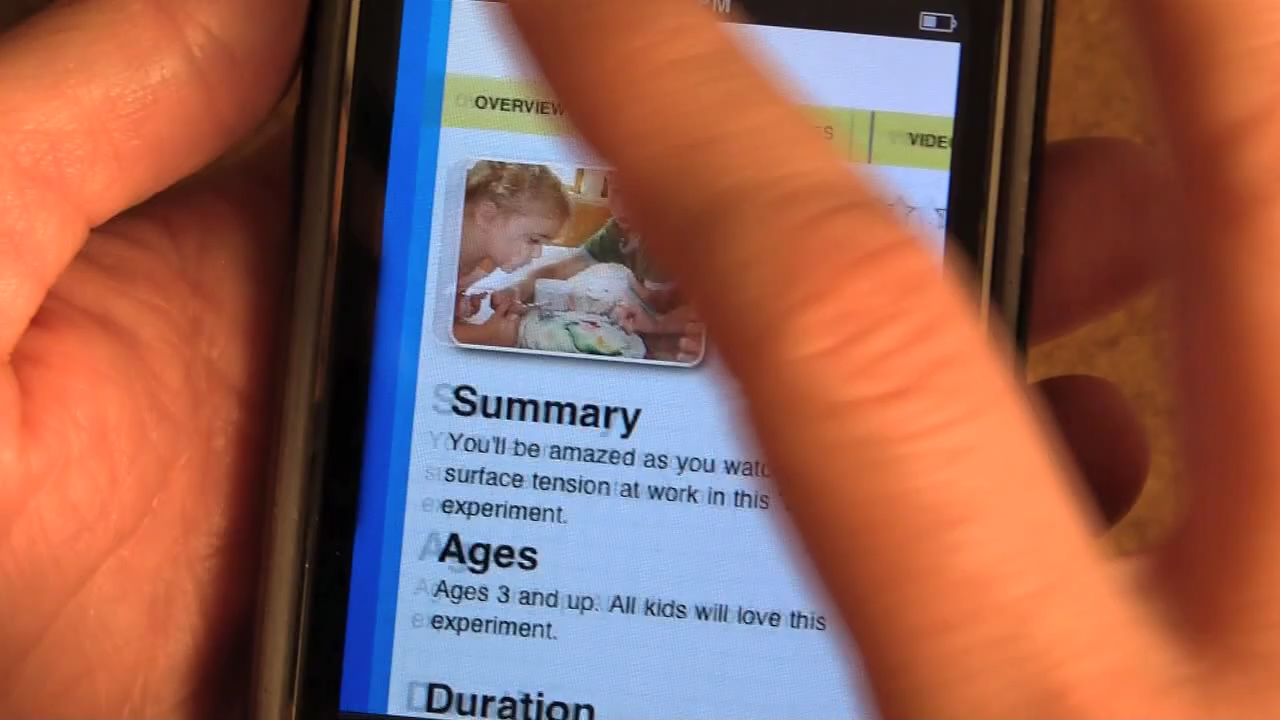 PM
OVERVIEW
VIDE
Summary
You'll be amazed as you
surface tension at work in this
experiment.
Ages
Ages 3 and up. All kids will love this
experiment.
Duration